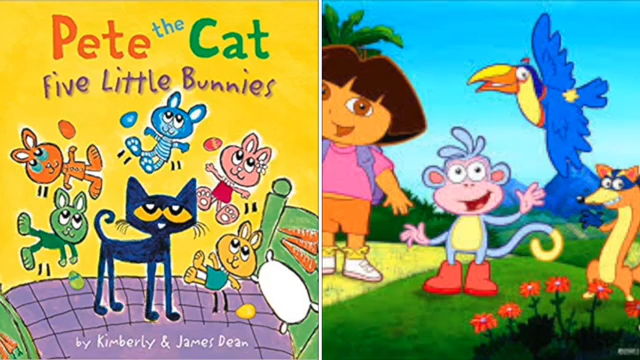 Pete the Cat
Five Little Bunnies
by Kimberly & James Dean